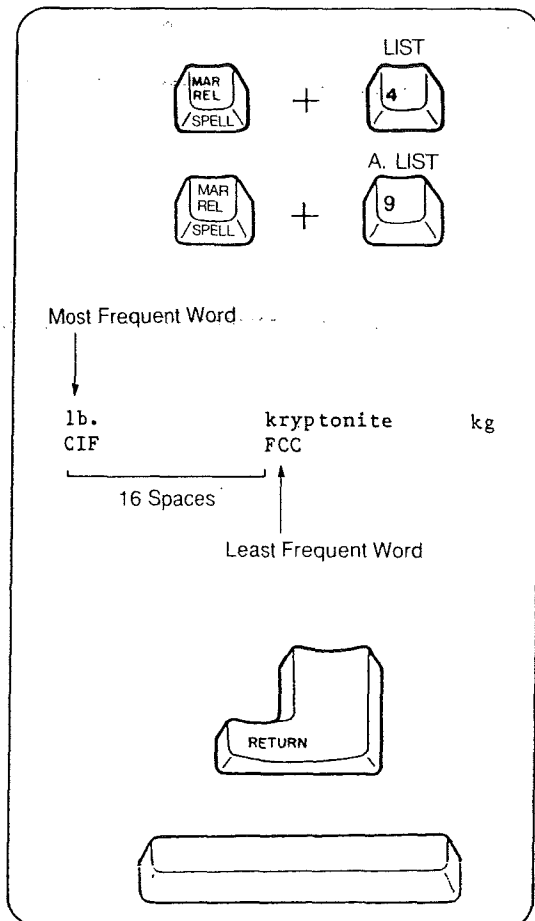 LIST
MAR
REL
SPELL
+
4
A. LIST
MAR
REL
SPELL
+
9
Most Frequent Word
lb. kryptonite kg
CIF FCC
16 Spaces
Least Frequent Word
RETURN